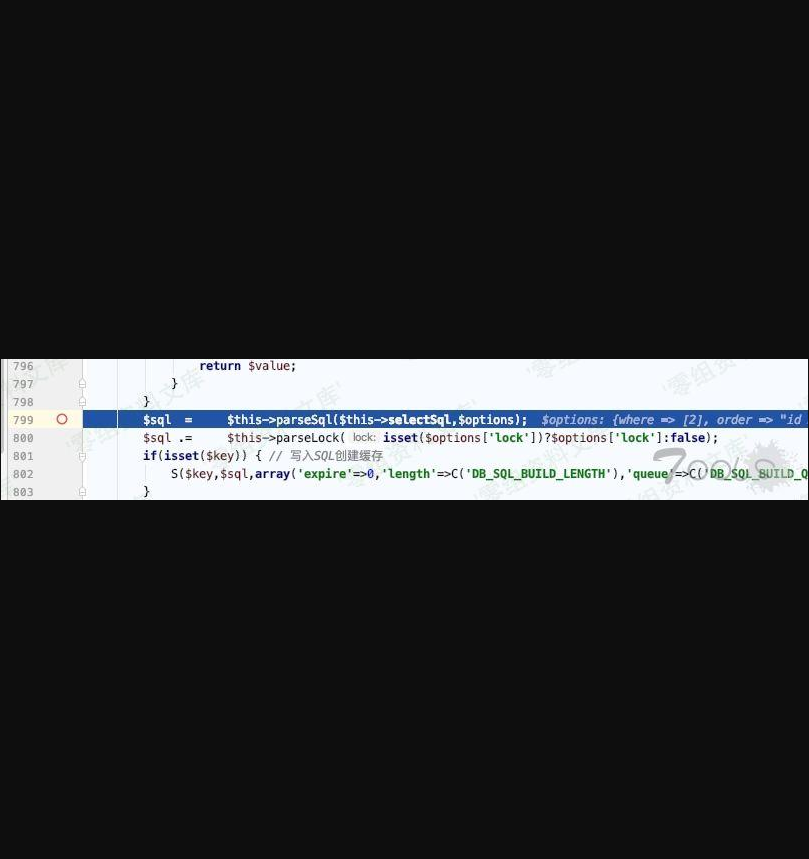 796 return $value;
797 }
798 }
799 $sql = $this->parseSql($this->selectSql,$options); $options: {where => [2], order => "id
800 $sql .= $this->parseLock( lock: isset($options['lock'])?$options['lock']:false);
801 if(isset($key)) { // 写入SQL创建缓存
802 S($key,$sql,array('expire'=>0,'length'=>C('DB_SQL_BUILD_LENGTH'),'queue'=>C('DB_SQL_BUILD_Q
803 }
Tools